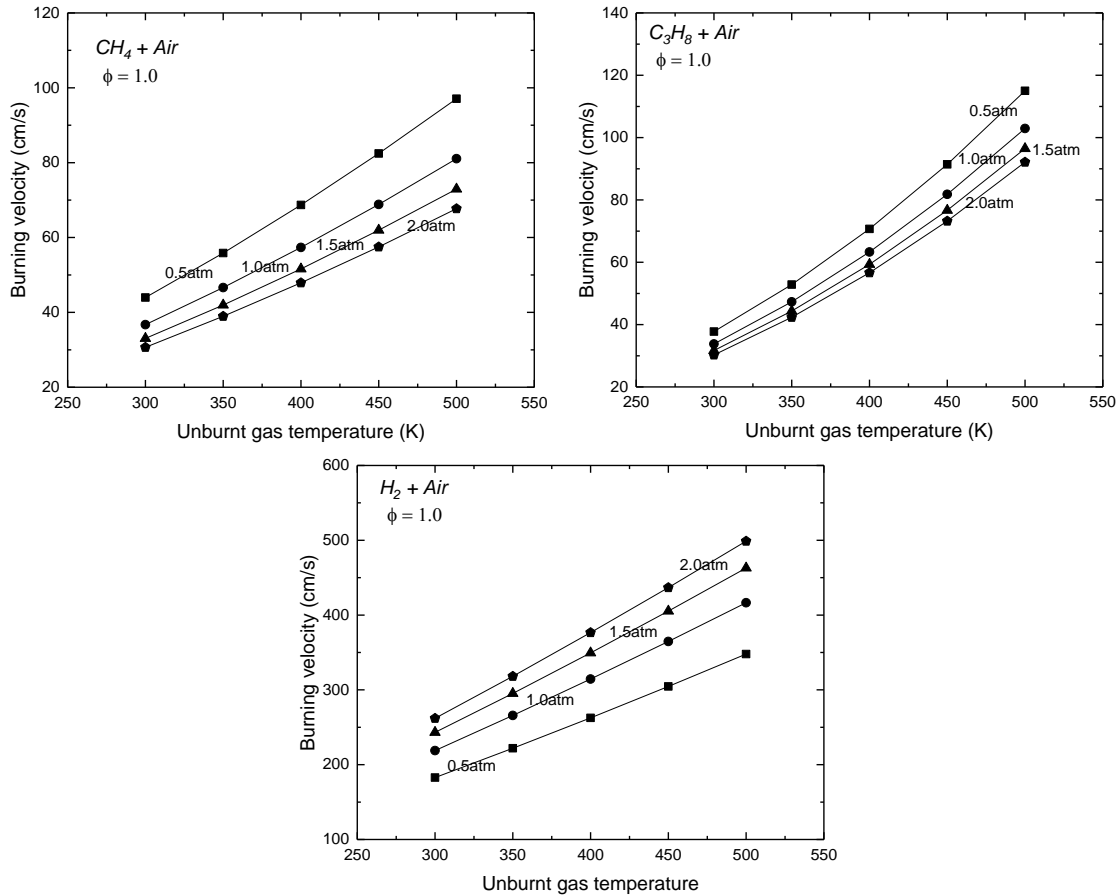 CH4 + Air
ϕ = 1.0
Burning velocity (cm/s)
120
100
80
60
40
20
0.5atm
1.0atm
1.5atm
2.0atm
250 300 350 400 450 500 550
Unburnt gas temperature (K)
C3H8 + Air
ϕ = 1.0
Burning velocity (cm/s)
140
120
100
80
60
40
20
0.5atm
1.0atm
1.5atm
2.0atm
250 300 350 400 450 500 550
Unburnt gas temperature (K)
H2 + Air
ϕ = 1.0
Burning velocity (cm/s)
600
500
400
300
200
100
2.0atm
1.5atm
1.0atm
0.5atm
250 300 350 400 450 500 550
Unburnt gas temperature